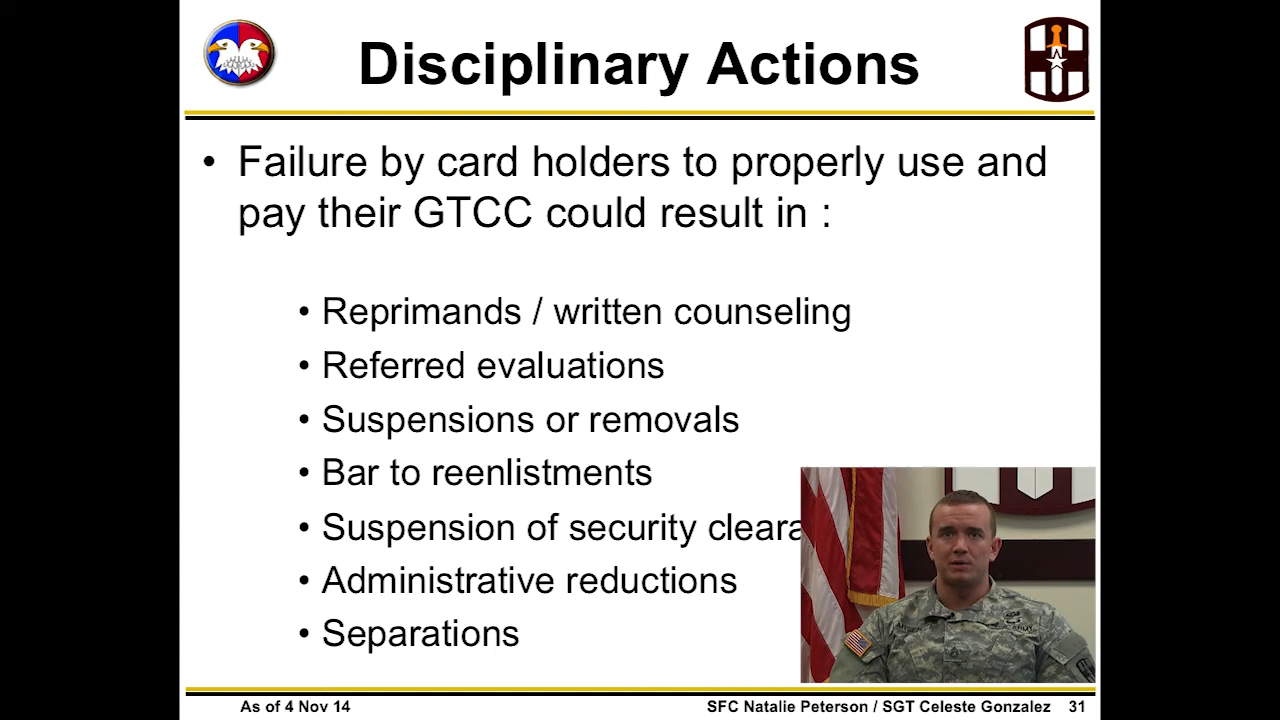 Disciplinary Actions
• Failure by card holders to properly use and
pay their GTCC could result in :
• Reprimands / written counseling
• Referred evaluations
• Suspensions or removals
• Bar to reenlistments
• Suspension of security cleara
• Administrative reductions
• Separations
ARMY
As of 4 Nov 14
SFC Natalie Peterson / SGT Celeste Gonzalez 31